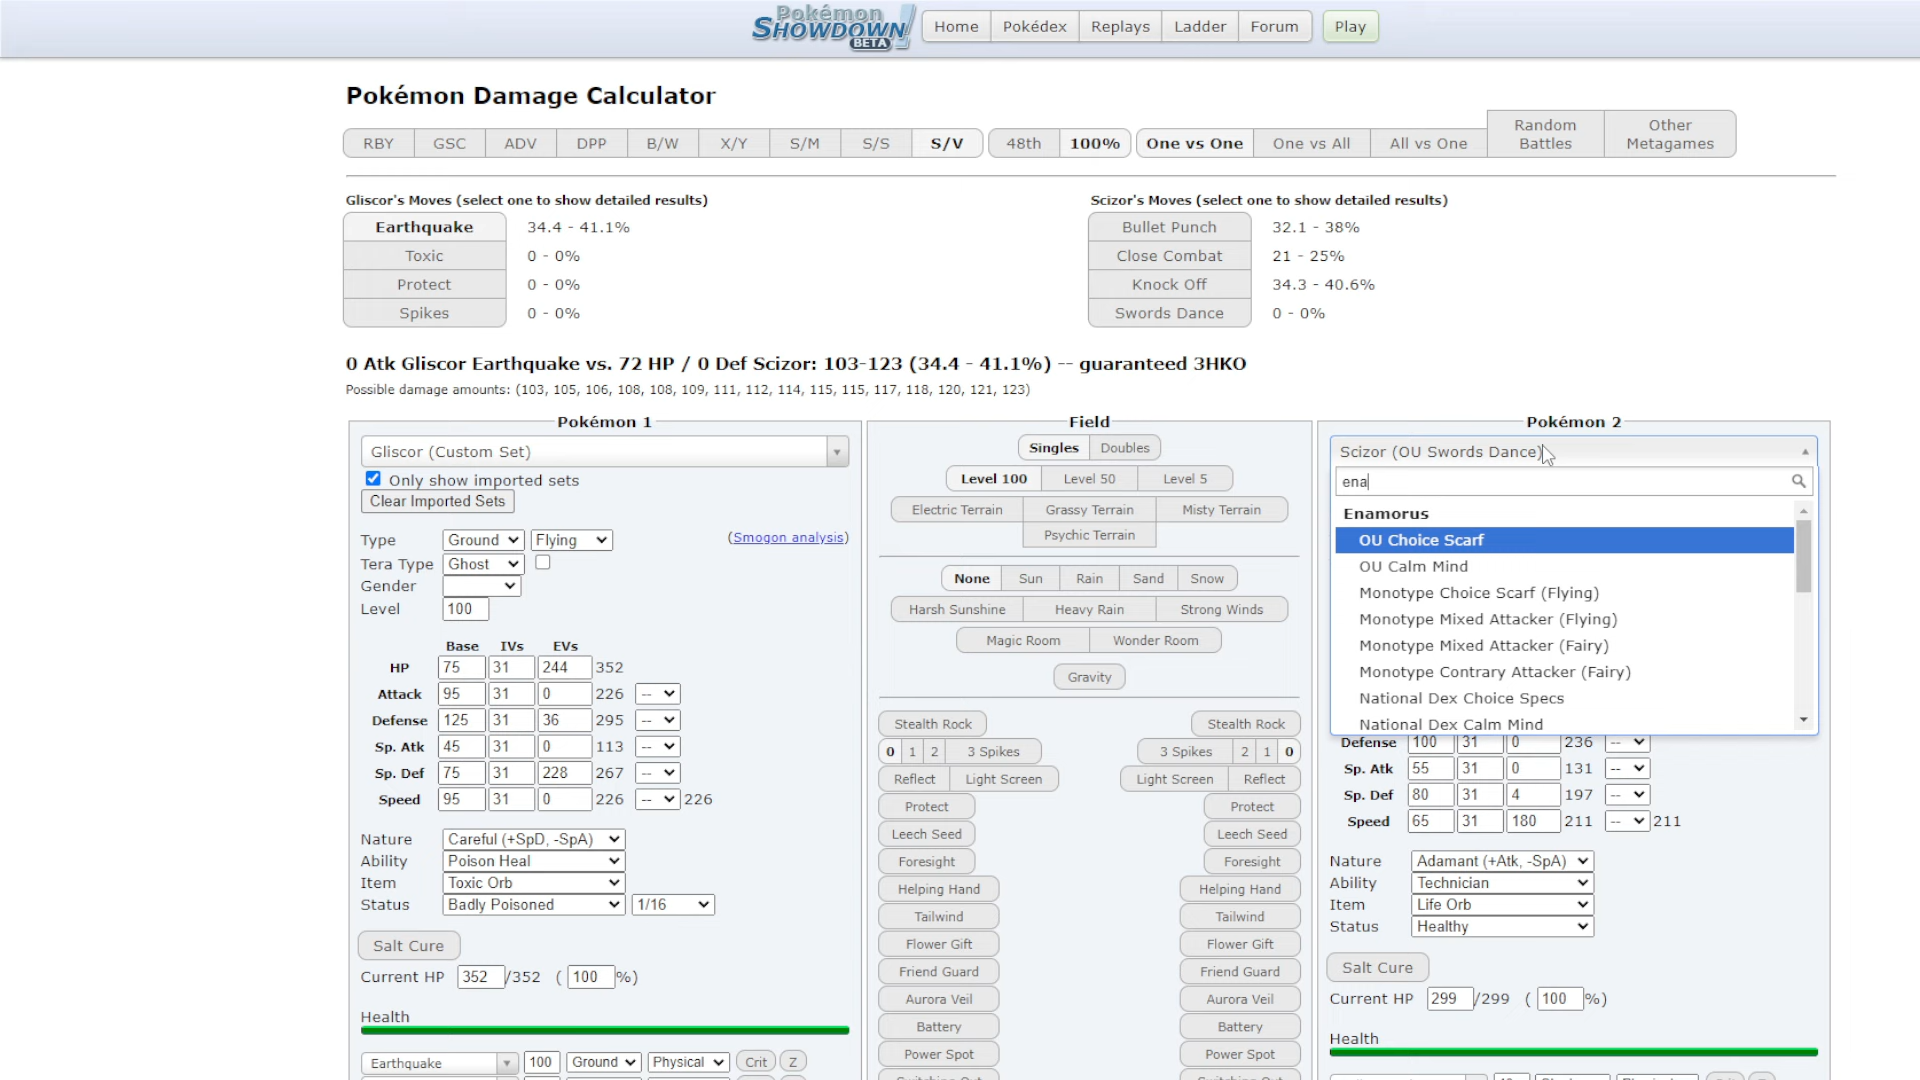 Pokémon SHOWDOWN! BETA
Home Pokédex Replays Ladder Forum Play
Pokémon Damage Calculator
RBY GSC ADV DPP B/W X/Y S/M S/S S/V 48th 100% One vs One One vs All All vs One Random Battles Other Metagames
Gliscor's Moves (select one to show detailed results)
Earthquake 34.4 - 41.1%
Toxic 0 - 0%
Protect 0 - 0%
Spikes 0 - 0%
Scizor's Moves (select one to show detailed results)
Bullet Punch 32.1 - 38%
Close Combat 21 - 25%
Knock Off 34.3 - 40.6%
Swords Dance 0 - 0%
0 Atk Gliscor Earthquake vs. 72 HP / 0 Def Scizor: 103-123 (34.4 - 41.1%) -- guaranteed 3HKO
Possible damage amounts: (103, 105, 106, 108, 108, 109, 111, 112, 114, 115, 115, 117, 118, 120, 121, 123)
Pokémon 1
Gliscor (Custom Set)
Only show imported sets
Clear Imported Sets
Type Ground Flying (Smogon analysis)
Tera Type Ghost
Gender
Level 100
Base IVs EVs
HP 75 31 244 352
Attack 95 31 0 226 --
Defense 125 31 36 295 --
Sp. Atk 45 31 0 113 --
Sp. Def 75 31 228 267 --
Speed 95 31 0 226 -- 226
Nature Careful (+SpD, -SpA)
Ability Poison Heal
Item Toxic Orb
Status Badly Poisoned 1/16
Salt Cure
Current HP 352 /352 ( 100 %)
Health
Earthquake 100 Ground Physical Crit Z
Field
Singles Doubles
Level 100 Level 50 Level 5
Electric Terrain Grassy Terrain Misty Terrain
Psychic Terrain
None Sun Rain Sand Snow
Harsh Sunshine Heavy Rain Strong Winds
Magic Room Wonder Room
Gravity
Stealth Rock Stealth Rock
0 1 2 3 Spikes 3 Spikes 2 1 0
Reflect Light Screen Light Screen Reflect
Protect Protect
Leech Seed Leech Seed
Foresight Foresight
Helping Hand Helping Hand
Tailwind Tailwind
Flower Gift Flower Gift
Friend Guard Friend Guard
Aurora Veil Aurora Veil
Battery Battery
Power Spot Power Spot
Switching Out Switching Out
Pokémon 2
Scizor (OU Swords Dance)
ena
Enamorus
OU Choice Scarf
OU Calm Mind
Monotype Choice Scarf (Flying)
Monotype Mixed Attacker (Flying)
Monotype Mixed Attacker (Fairy)
Monotype Contrary Attacker (Fairy)
National Dex Choice Specs
National Dex Calm Mind
Defense 100 31 0 236 --
Sp. Atk 55 31 0 131 --
Sp. Def 80 31 4 197 --
Speed 65 31 180 211 -- 211
Nature Adamant (+Atk, -SpA)
Ability Technician
Item Life Orb
Status Healthy
Salt Cure
Current HP 299 /299 ( 100 %)
Health